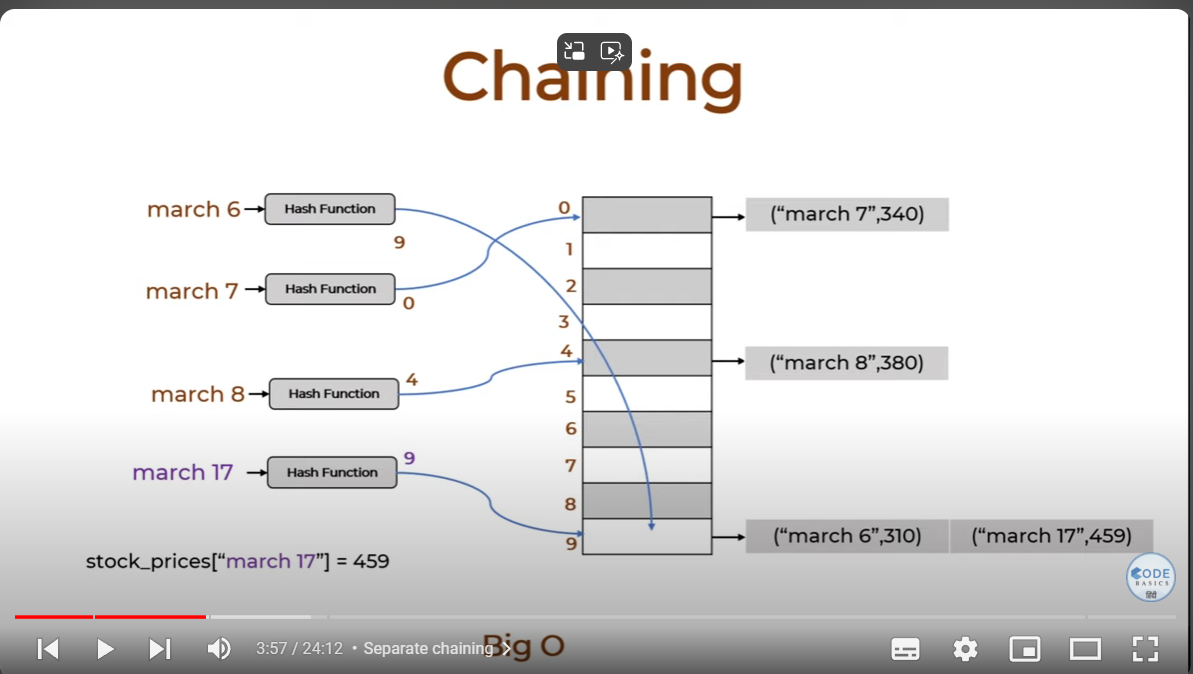 Chaining
march 6
Hash Function
9
march 7
Hash Function
0
march 8
Hash Function
4
march 17
Hash Function
9
stock_prices[“march 17”] = 459
0
1
2
3
4
5
6
7
8
9
(“march 7”,340)
(“march 8”,380)
(“march 6”,310) (“march 17”,459)
CODE
BASICS
हिंदी
3:57 / 24:12 • Separate chaining
Big O